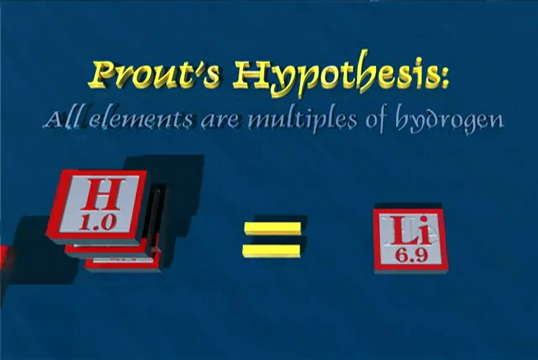 Prout's Hypothesis:
All elements are multiples of hydrogen
H
1.0
=
Li
6.9